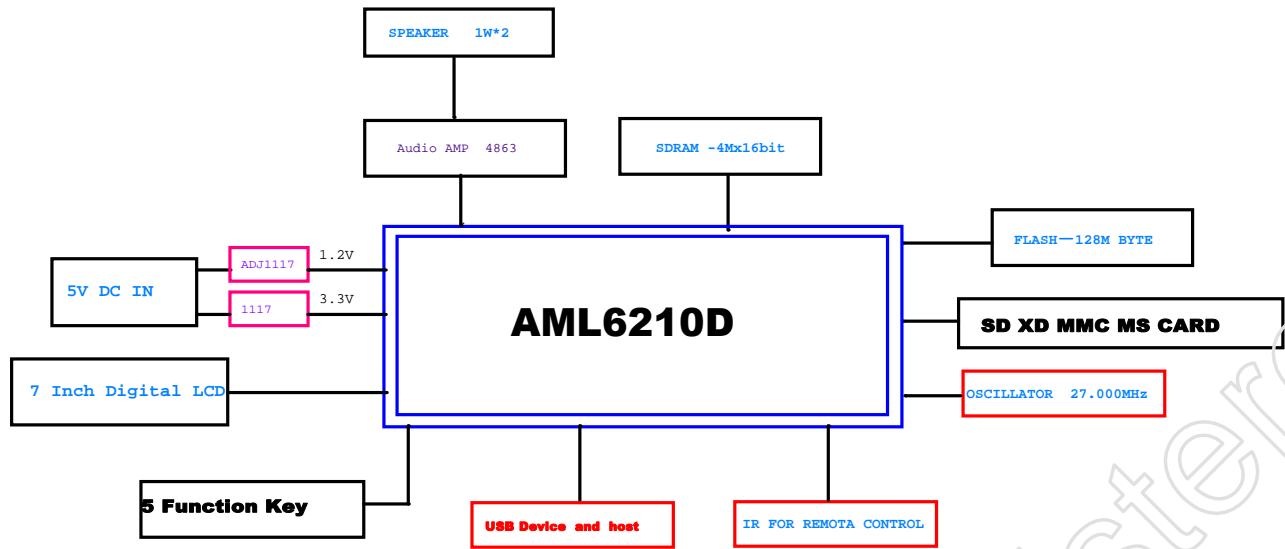 SPEAKER 1W*2
Audio AMP 4863
SDRAM -4Mx16bit
FLASH—128M BYTE
ADJ1117
1.2V
5V DC IN
1117
3.3V
AML6210D
SD XD MMC MS CARD
7 Inch Digital LCD
OSCILLATOR 27.000MHz
5 Function Key
USB Device and host
IR FOR REMOTA CONTROL